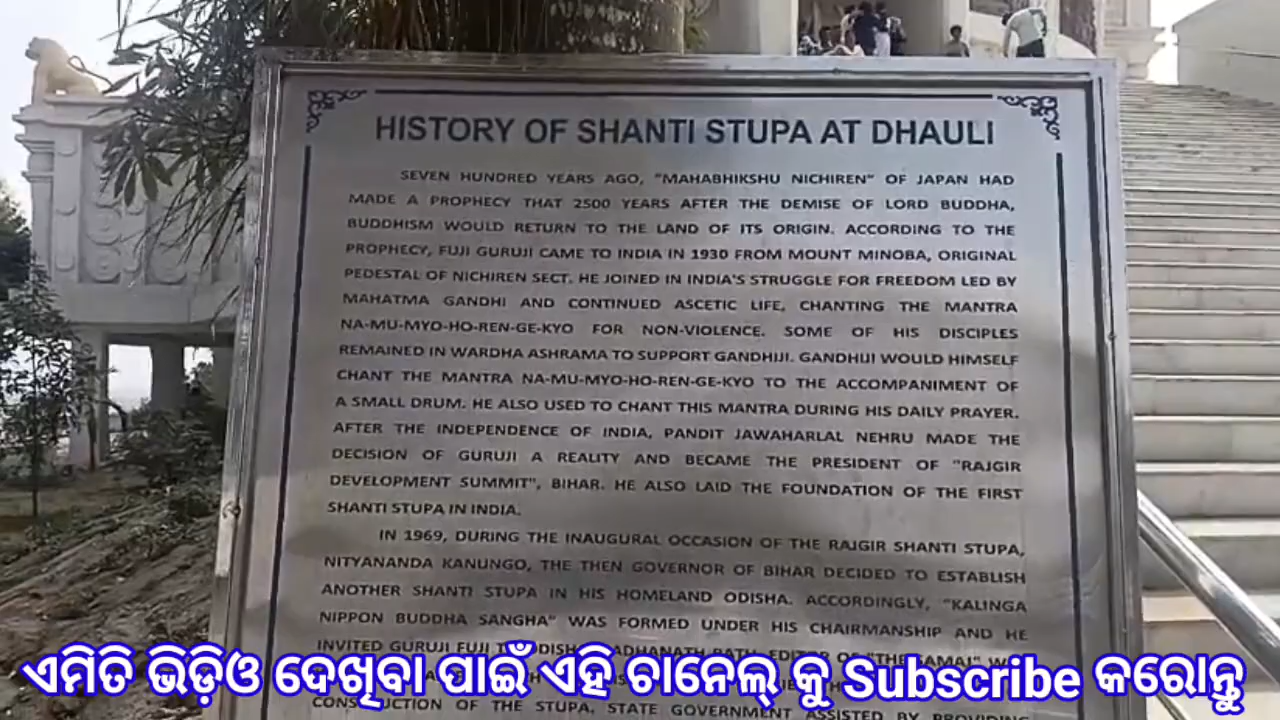 HISTORY OF SHANTI STUPA AT DHAULI
SEVEN HUNDRED YEARS AGO, "MAHABHIKSHU NICHIREN" OF JAPAN HAD
MADE A PROPHECY THAT 2500 YEARS AFTER THE DEMISE OF LORD BUDDHA,
BUDDHISM WOULD RETURN TO THE LAND OF ITS ORIGIN. ACCORDING TO THE
PROPHECY, FUJI GURUJI CAME TO INDIA IN 1930 FROM MOUNT MINOBA, ORIGINAL
PEDESTAL OF NICHIREN SECT. HE JOINED IN INDIA'S STRUGGLE FOR FREEDOM LED BY
MAHATMA GANDHI AND CONTINUED ASCETIC LIFE, CHANTING THE MANTRA
NA-MU-MYO-HO-REN-GE-KYO FOR NON-VIOLENCE. SOME OF HIS DISCIPLES
REMAINED IN WARDHA ASHRAMA TO SUPPORT GANDHIJI. GANDHIJI WOULD HIMSELF
CHANT THE MANTRA NA-MU-MYO-HO-REN-GE-KYO TO THE ACCOMPANIMENT OF
A SMALL DRUM. HE ALSO USED TO CHANT THIS MANTRA DURING HIS DAILY PRAYER.
AFTER THE INDEPENDENCE OF INDIA, PANDIT JAWAHARLAL NEHRU MADE THE
DECISION OF GURUJI A REALITY AND BECAME THE PRESIDENT OF "RAJGIR
DEVELOPMENT SUMMIT", BIHAR. HE ALSO LAID THE FOUNDATION OF THE FIRST
SHANTI STUPA IN INDIA.
IN 1969, DURING THE INAUGURAL OCCASION OF THE RAJGIR SHANTI STUPA,
NITYANANDA KANUNGO, THE THEN GOVERNOR OF BIHAR DECIDED TO ESTABLISH
ANOTHER SHANTI STUPA IN HIS HOMELAND ODISHA. ACCORDINGLY, "KALINGA
NIPPON BUDDHA SANGHA" WAS FORMED UNDER HIS CHAIRMANSHIP AND HE
INVITED GURUJI FUJI OF "THE SAMAJ"
CONSTRUCTION OF THE STUPA. STATE GOVERNMENT ASSISTED BY PROVIDING
ଏମିତି ଭିଡ଼ିଓ ଦେଖିବା ପାଇଁ ଏହି ଚାନେଲ୍ କୁ Subscribe କରୋନ୍ତୁ